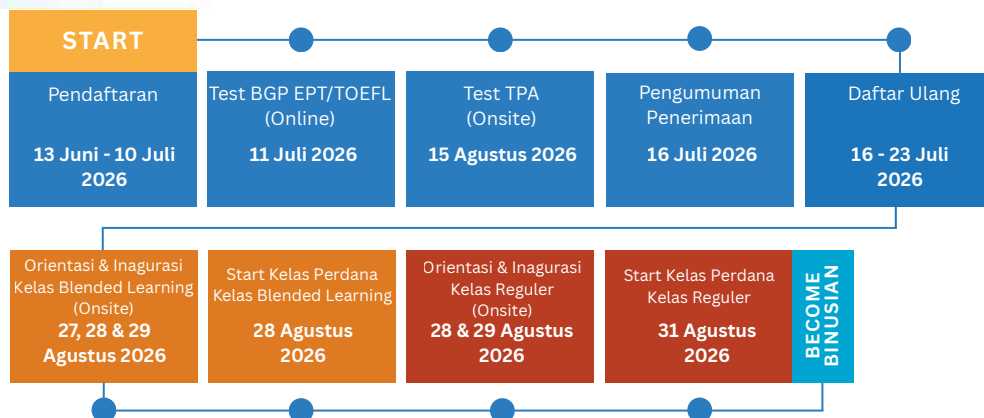 START
Pendaftaran
13 Juni - 10 Juli
2026
Test BGP EPT/TOEFL
(Online)
11 Juli 2026
Test TPA
(Onsite)
15 Agustus 2026
Pengumuman
Penerimaan
16 Juli 2026
Daftar Ulang
16 - 23 Juli
2026
Orientasi & Inagurasi
Kelas Blended Learning
(Onsite)
27, 28 & 29
Agustus 2026
Start Kelas Perdana
Kelas Blended Learning
28 Agustus
2026
Orientasi & Inagurasi
Kelas Reguler
(Onsite)
28 & 29 Agustus
2026
Start Kelas Perdana
Kelas Reguler
31 Agustus
2026
BECOME
BINUSIAN